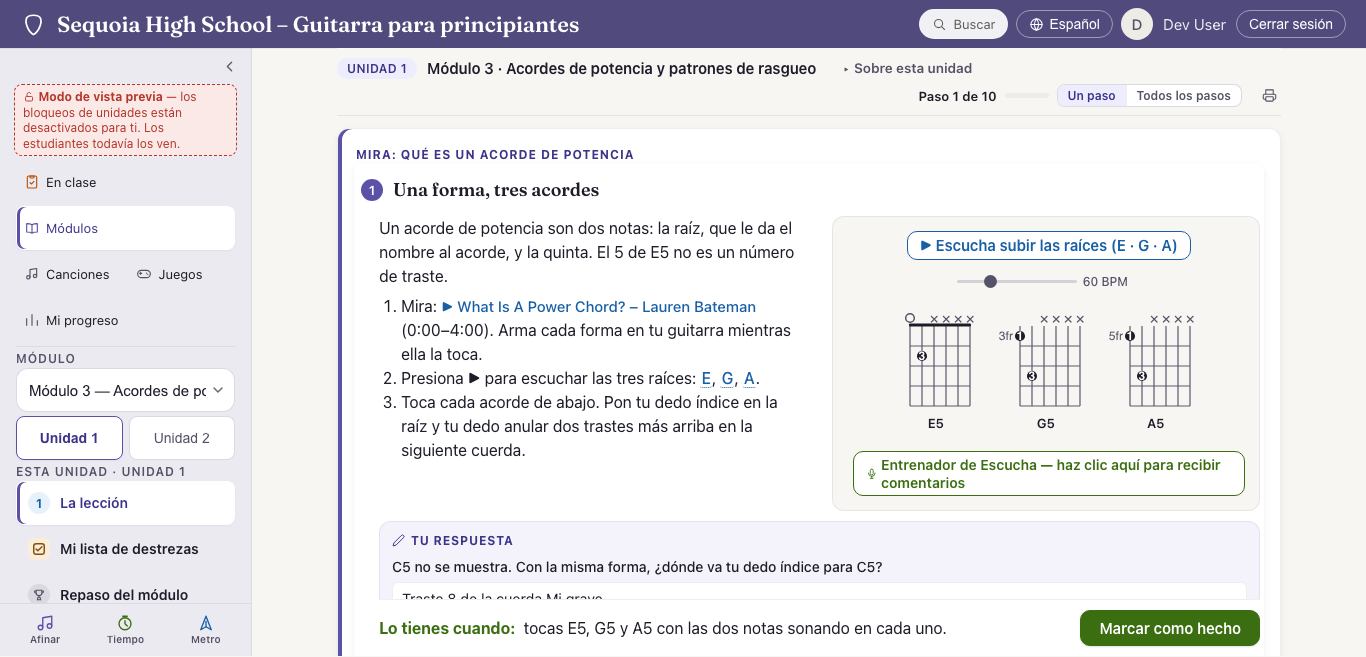 Sequoia High School – Guitarra para principiantes
Buscar
Español
D
Dev User
Cerrar sesión
Modo de vista previa — los
bloqueos de unidades están
desactivados para ti. Los
estudiantes todavía los ven.
En clase
Módulos
Canciones
Juegos
Mi progreso
MÓDULO
Módulo 3 — Acordes de po
Unidad 1
Unidad 2
ESTA UNIDAD · UNIDAD 1
1 La lección
Mi lista de destrezas
Repaso del módulo
Afinar
Tiempo
Metro
UNIDAD 1
Módulo 3 · Acordes de potencia y patrones de rasgueo
Sobre esta unidad
Paso 1 de 10
Un paso
Todos los pasos
MIRA: QUÉ ES UN ACORDE DE POTENCIA
1 Una forma, tres acordes
Un acorde de potencia son dos notas: la raíz, que le da el
nombre al acorde, y la quinta. El 5 de E5 no es un número
de traste.
1. Mira: ▶ What Is A Power Chord? – Lauren Bateman
(0:00–4:00). Arma cada forma en tu guitarra mientras
ella la toca.
2. Presiona ▶ para escuchar las tres raíces: E, G, A.
3. Toca cada acorde de abajo. Pon tu dedo índice en la
raíz y tu dedo anular dos trastes más arriba en la
siguiente cuerda.
▶ Escucha subir las raíces (E · G · A)
60 BPM
3
E5
3fr
1
3
G5
5fr
1
3
A5
Entrenador de Escucha — haz clic aquí para recibir
comentarios
TU RESPUESTA
C5 no se muestra. Con la misma forma, ¿dónde va tu dedo índice para C5?
Traste 8 de la cuerda Mi grave
Lo tienes cuando: tocas E5, G5 y A5 con las dos notas sonando en cada uno.
Marcar como hecho